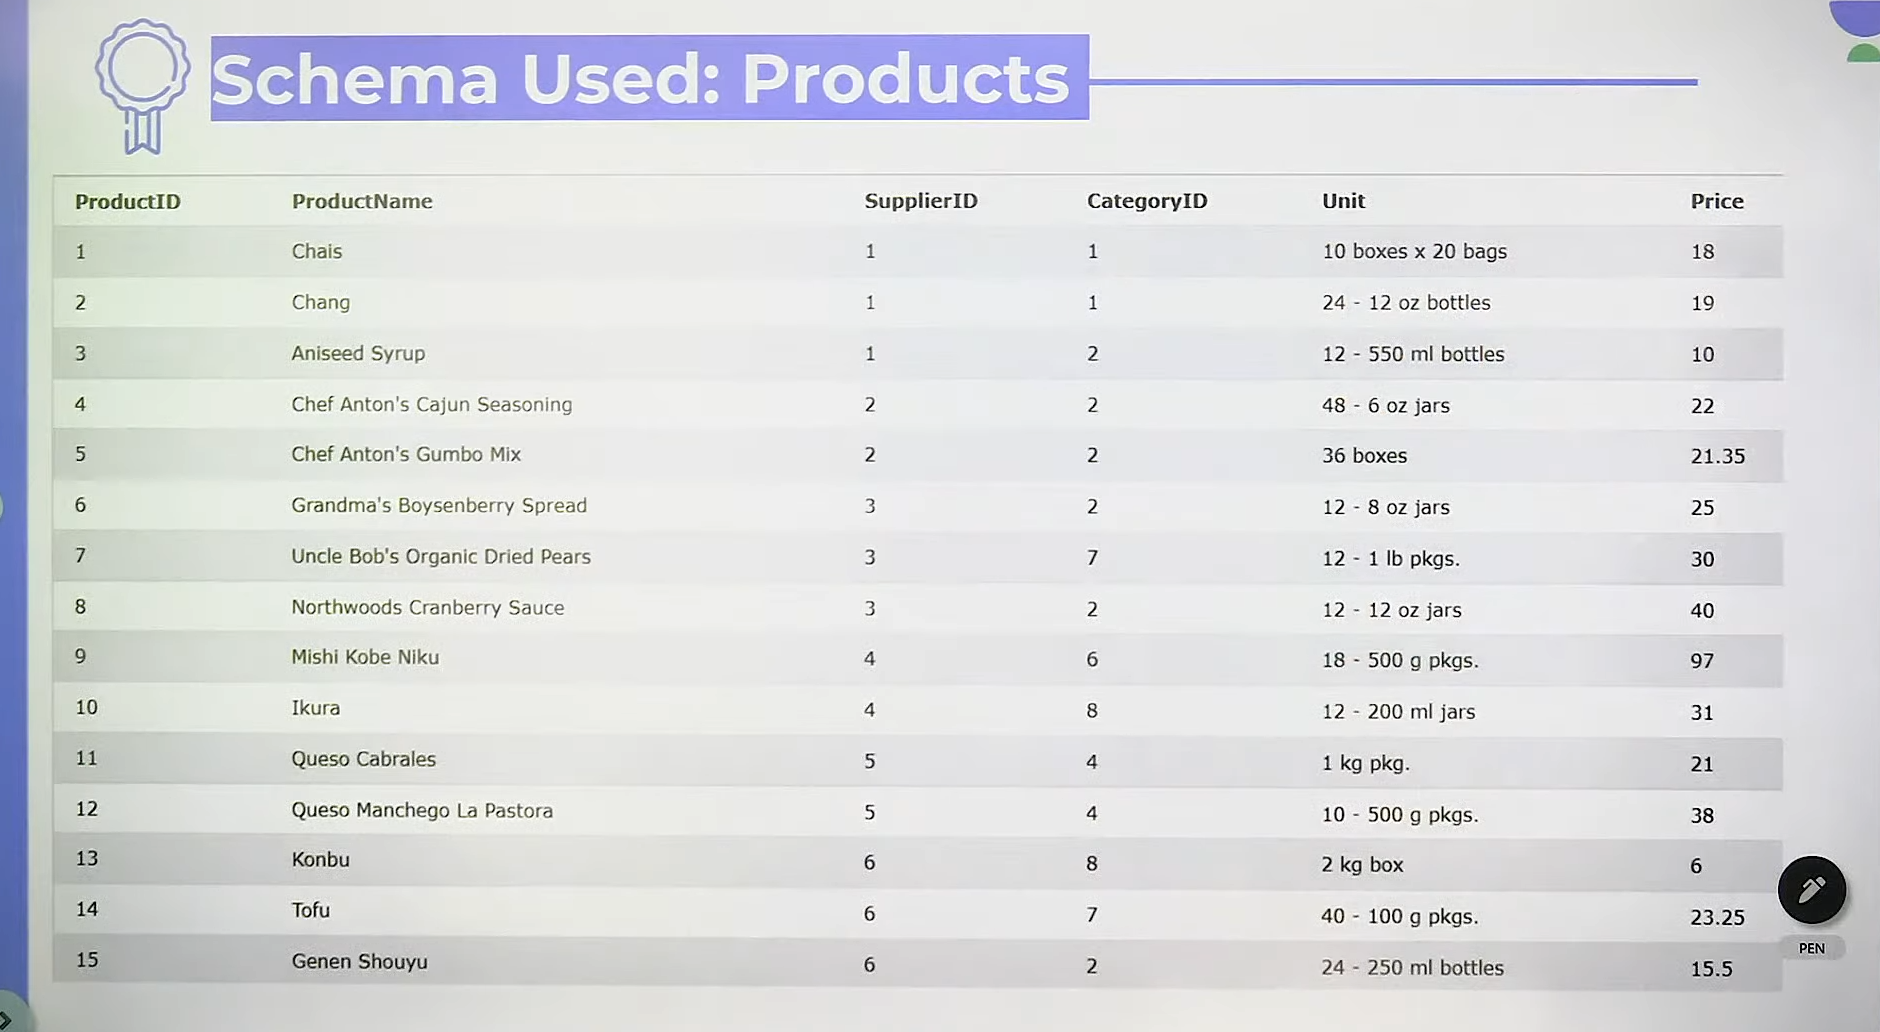 Schema Used: Products
ProductID ProductName SupplierID CategoryID Unit Price
1 Chais 1 1 10 boxes x 20 bags 18
2 Chang 1 1 24 - 12 oz bottles 19
3 Aniseed Syrup 1 2 12 - 550 ml bottles 10
4 Chef Anton's Cajun Seasoning 2 2 48 - 6 oz jars 22
5 Chef Anton's Gumbo Mix 2 2 36 boxes 21.35
6 Grandma's Boysenberry Spread 3 2 12 - 8 oz jars 25
7 Uncle Bob's Organic Dried Pears 3 7 12 - 1 lb pkgs. 30
8 Northwoods Cranberry Sauce 3 2 12 - 12 oz jars 40
9 Mishi Kobe Niku 4 6 18 - 500 g pkgs. 97
10 Ikura 4 8 12 - 200 ml jars 31
11 Queso Cabrales 5 4 1 kg pkg. 21
12 Queso Manchego La Pastora 5 4 10 - 500 g pkgs. 38
13 Konbu 6 8 2 kg box 6
14 Tofu 6 7 40 - 100 g pkgs. 23.25
15 Genen Shouyu 6 2 24 - 250 ml bottles 15.5
PEN